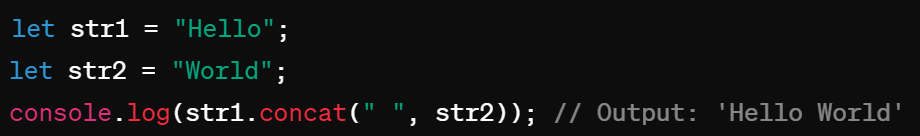 let str1 = "Hello";
let str2 = "World";
console.log(str1.concat(" ", str2)); // Output: 'Hello World'